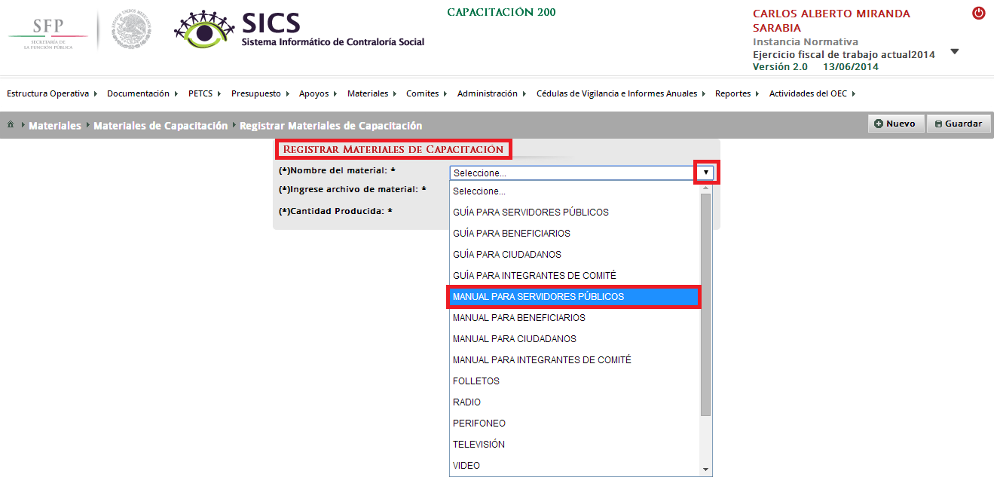 SFP
SECRETARÍA DE
LA FUNCIÓN PÚBLICA
ESTADOS UNIDOS MEXICANOS
SICS
Sistema Informático de Contraloría Social
CAPACITACIÓN 200
CARLOS ALBERTO MIRANDA
SARABIA
Instancia Normativa
Ejercicio fiscal de trabajo actual2014
Versión 2.0 13/06/2014
Estructura Operativa Documentación PETCS Presupuesto Apoyos Materiales Comites Administración Cédulas de Vigilancia e Informes Anuales Reportes Actividades del OEC
Materiales Materiales de Capacitación Registrar Materiales de Capacitación Nuevo Guardar
REGISTRAR MATERIALES DE CAPACITACIÓN
(*)Nombre del material: * Seleccione...
(*)Ingrese archivo de material: *
(*)Cantidad Producida: *
Seleccione...
GUÍA PARA SERVIDORES PÚBLICOS
GUÍA PARA BENEFICIARIOS
GUÍA PARA CIUDADANOS
GUÍA PARA INTEGRANTES DE COMITÉ
MANUAL PARA SERVIDORES PÚBLICOS
MANUAL PARA BENEFICIARIOS
MANUAL PARA CIUDADANOS
MANUAL PARA INTEGRANTES DE COMITÉ
FOLLETOS
RADIO
PERIFONEO
TELEVISIÓN
VIDEO